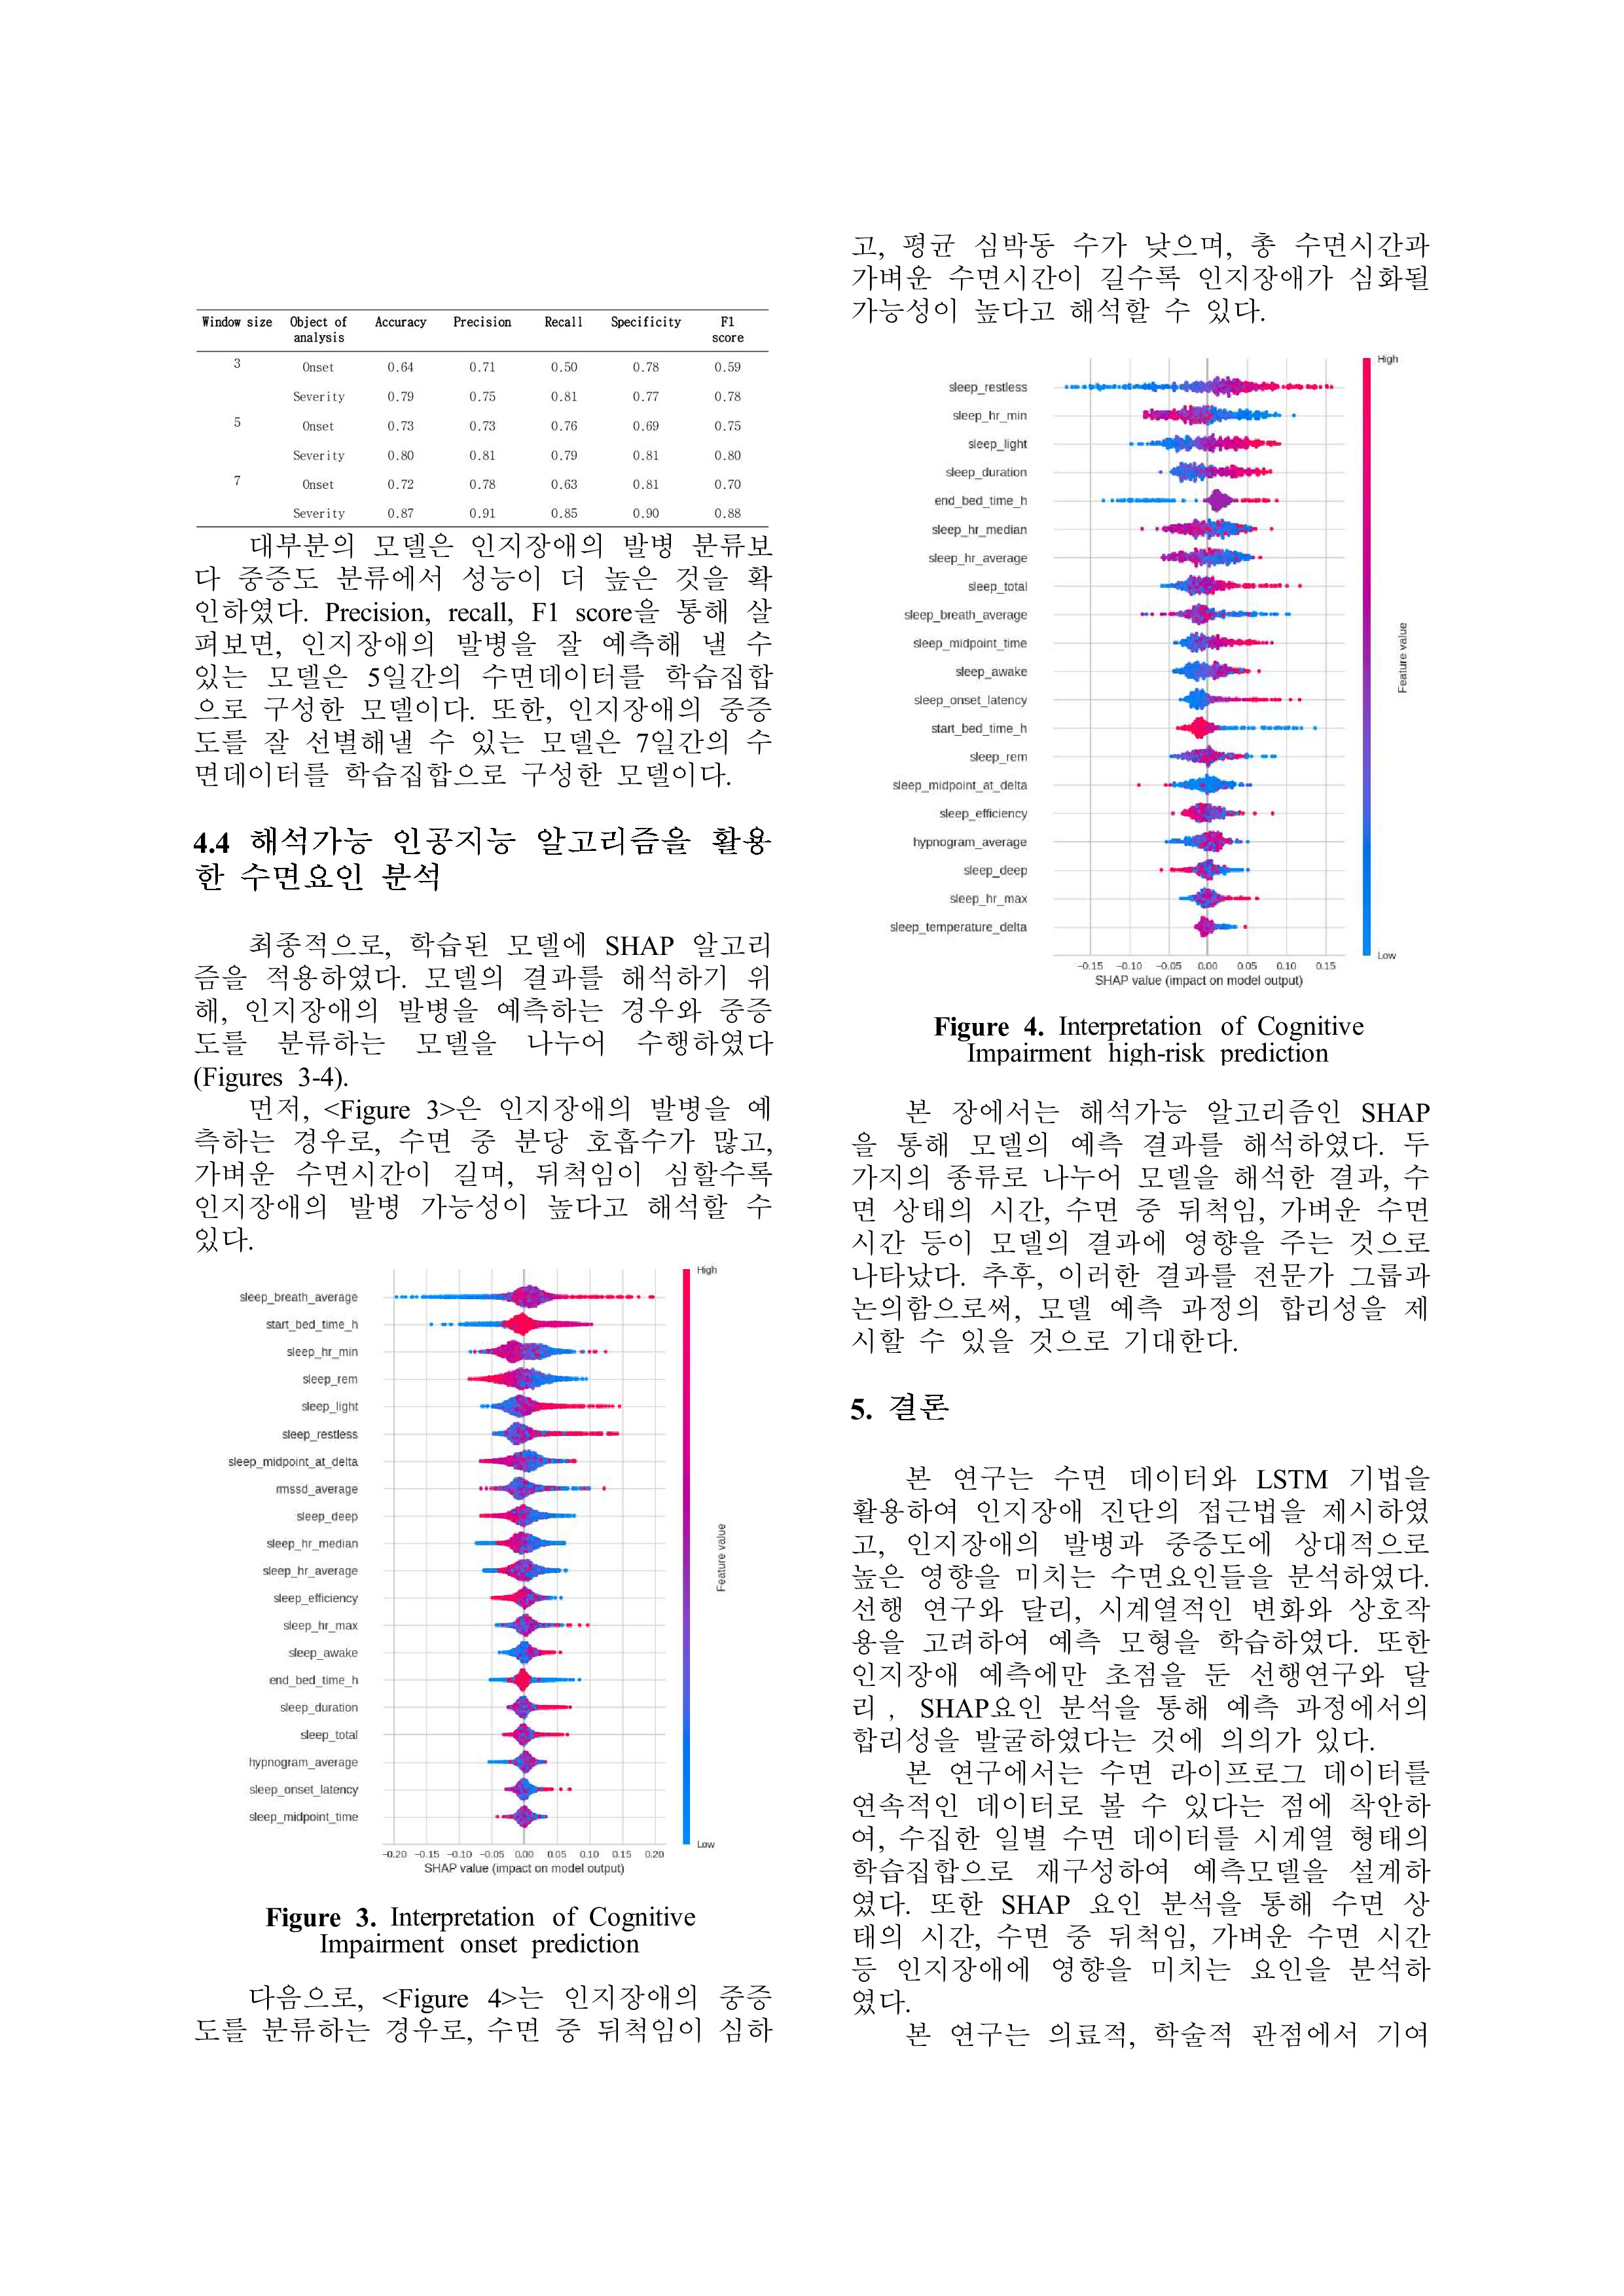 Window size Object of analysis Accuracy Precision Recall Specificity F1 score
3 Onset 0.64 0.71 0.50 0.78 0.59
Severity 0.79 0.75 0.81 0.77 0.78
5 Onset 0.73 0.73 0.76 0.69 0.75
Severity 0.80 0.81 0.79 0.81 0.80
7 Onset 0.72 0.78 0.63 0.81 0.70
Severity 0.87 0.91 0.85 0.90 0.88
대부분의 모델은 인지장애의 발병 분류보
다 중증도 분류에서 성능이 더 높은 것을 확
인하였다. Precision, recall, F1 score을 통해 살
펴보면, 인지장애의 발병을 잘 예측해 낼 수
있는 모델은 5일간의 수면데이터를 학습집합
으로 구성한 모델이다. 또한, 인지장애의 중증
도를 잘 선별해낼 수 있는 모델은 7일간의 수
면데이터를 학습집합으로 구성한 모델이다.
4.4 해석가능 인공지능 알고리즘을 활용
한 수면요인 분석
최종적으로, 학습된 모델에 SHAP 알고리
즘을 적용하였다. 모델의 결과를 해석하기 위
해, 인지장애의 발병을 예측하는 경우와 중증
도를 분류하는 모델을 나누어 수행하였다
(Figures 3-4).
먼저, <Figure 3>은 인지장애의 발병을 예
측하는 경우로, 수면 중 분당 호흡수가 많고,
가벼운 수면시간이 길며, 뒤척임이 심할수록
인지장애의 발병 가능성이 높다고 해석할 수
있다.
High
sleep_breath_average
start_bed_time_h
sleep_hr_min
sleep_rem
sleep_light
sleep_restless
sleep_midpoint_at_delta
rmssd_average
sleep_deep
sleep_hr_median
sleep_hr_average
sleep_efficiency
sleep_hr_max
sleep_awake
end_bed_time_h
sleep_duration
sleep_total
hypnogram_average
sleep_onset_latency
sleep_midpoint_time
Feature value
Low
-0.20 -0.15 -0.10 -0.05 0.00 0.05 0.10 0.15 0.20
SHAP value (impact on model output)
Figure 3. Interpretation of Cognitive
Impairment onset prediction
다음으로, <Figure 4>는 인지장애의 중증
도를 분류하는 경우로, 수면 중 뒤척임이 심하
고, 평균 심박동 수가 낮으며, 총 수면시간과
가벼운 수면시간이 길수록 인지장애가 심화될
가능성이 높다고 해석할 수 있다.
High
sleep_restless
sleep_hr_min
sleep_light
sleep_duration
end_bed_time_h
sleep_hr_median
sleep_hr_average
sleep_total
sleep_breath_average
sleep_midpoint_time
sleep_awake
sleep_onset_latency
start_bed_time_h
sleep_rem
sleep_midpoint_at_delta
sleep_efficiency
hypnogram_average
sleep_deep
sleep_hr_max
sleep_temperature_delta
Feature value
Low
-0.15 -0.10 -0.05 0.00 0.05 0.10 0.15
SHAP value (impact on model output)
Figure 4. Interpretation of Cognitive
Impairment high-risk prediction
본 장에서는 해석가능 알고리즘인 SHAP
을 통해 모델의 예측 결과를 해석하였다. 두
가지의 종류로 나누어 모델을 해석한 결과, 수
면 상태의 시간, 수면 중 뒤척임, 가벼운 수면
시간 등이 모델의 결과에 영향을 주는 것으로
나타났다. 추후, 이러한 결과를 전문가 그룹과
논의함으로써, 모델 예측 과정의 합리성을 제
시할 수 있을 것으로 기대한다.
5. 결론
본 연구는 수면 데이터와 LSTM 기법을
활용하여 인지장애 진단의 접근법을 제시하였
고, 인지장애의 발병과 중증도에 상대적으로
높은 영향을 미치는 수면요인들을 분석하였다.
선행 연구와 달리, 시계열적인 변화와 상호작
용을 고려하여 예측 모형을 학습하였다. 또한
인지장애 예측에만 초점을 둔 선행연구와 달
리 , SHAP요인 분석을 통해 예측 과정에서의
합리성을 발굴하였다는 것에 의의가 있다.
본 연구에서는 수면 라이프로그 데이터를
연속적인 데이터로 볼 수 있다는 점에 착안하
여, 수집한 일별 수면 데이터를 시계열 형태의
학습집합으로 재구성하여 예측모델을 설계하
였다. 또한 SHAP 요인 분석을 통해 수면 상
태의 시간, 수면 중 뒤척임, 가벼운 수면 시간
등 인지장애에 영향을 미치는 요인을 분석하
였다.
본 연구는 의료적, 학술적 관점에서 기여